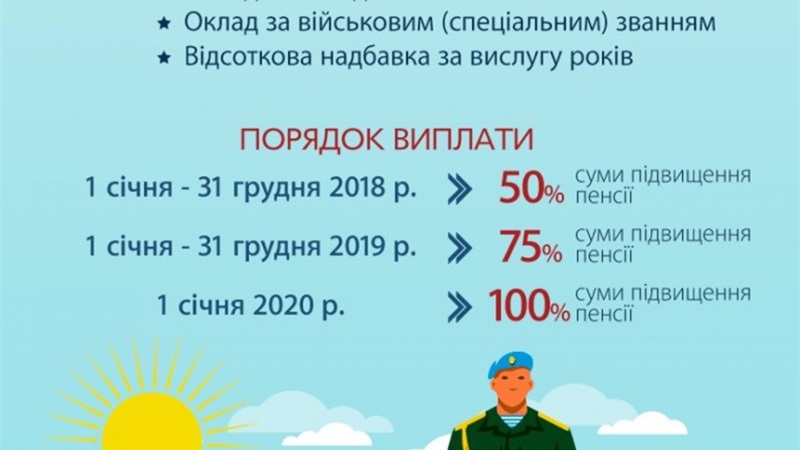 ★ Оклад за військовим (спеціальним) званням
★ Відсоткова надбавка за вислугу років
ПОРЯДОК ВИПЛАТИ
1 січня - 31 грудня 2018 р. 50% суми підвищення
пенсії
1 січня - 31 грудня 2019 р. 75% суми підвищення
пенсії
1 січня 2020 р. 100% суми підвищення
пенсії